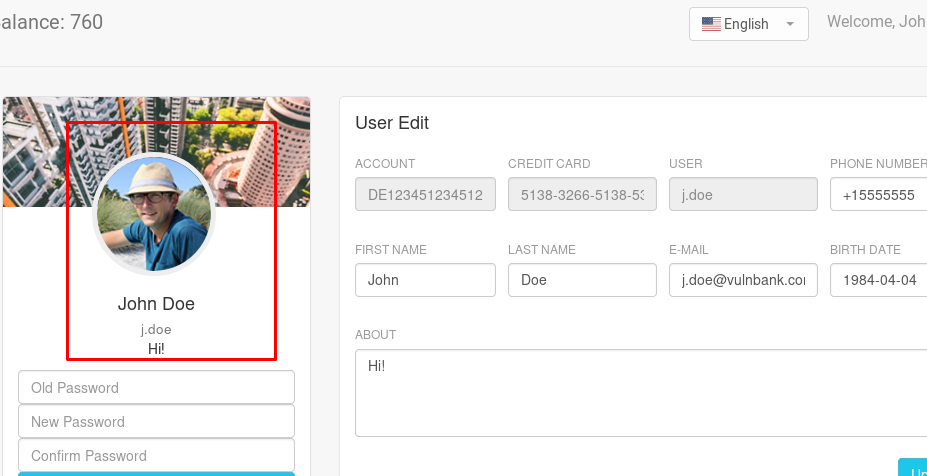 alance: 760
English
Welcome, Joh
User Edit
ACCOUNT CREDIT CARD USER PHONE NUMBER
DE123451234512 5138-3266-5138-53 j.doe +15555555
FIRST NAME LAST NAME E-MAIL BIRTH DATE
John Doe j.doe@vulnbank.co 1984-04-04
ABOUT
Hi!
John Doe
j.doe
Hi!
Old Password
New Password
Confirm Password